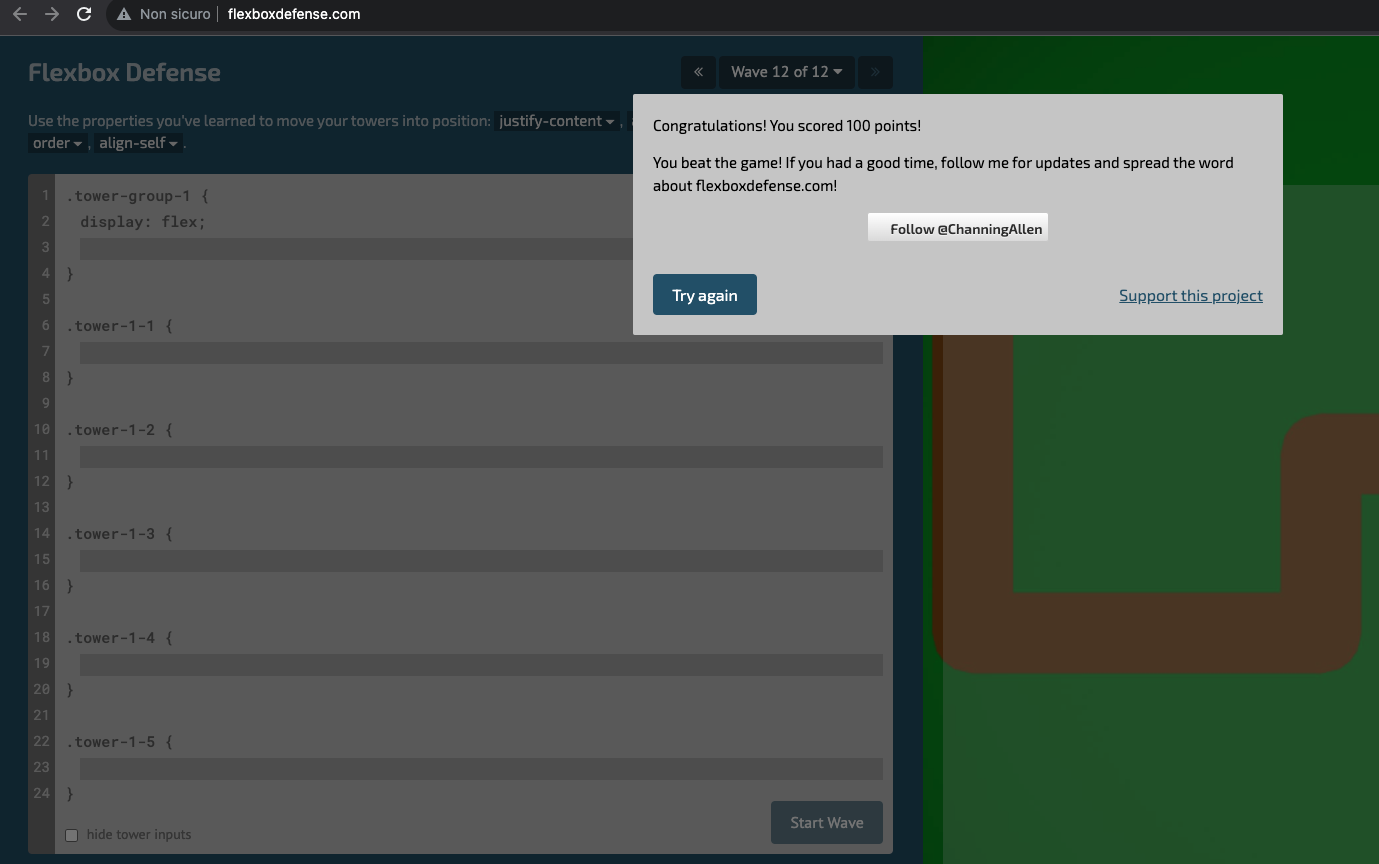 Non sicuro | flexboxdefense.com
Flexbox Defense
« Wave 12 of 12 »
Use the properties you've learned to move your towers into position: justify-content ,
order , align-self .
Congratulations! You scored 100 points!
You beat the game! If you had a good time, follow me for updates and spread the word
about flexboxdefense.com!
Follow @ChanningAllen
Try again
Support this project
1 .tower-group-1 {
2 display: flex;
3
4 }
5
6 .tower-1-1 {
7
8 }
9
10 .tower-1-2 {
11
12 }
13
14 .tower-1-3 {
15
16 }
17
18 .tower-1-4 {
19
20 }
21
22 .tower-1-5 {
23
24 }
hide tower inputs
Start Wave